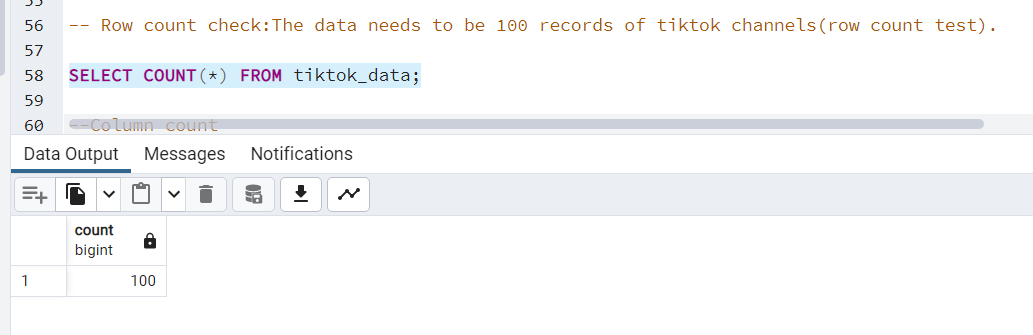 55
56 -- Row count check:The data needs to be 100 records of tiktok channels(row count test).
57
58 SELECT COUNT(*) FROM tiktok_data;
59
60 --Column count
Data Output Messages Notifications
count
bigint
1 100